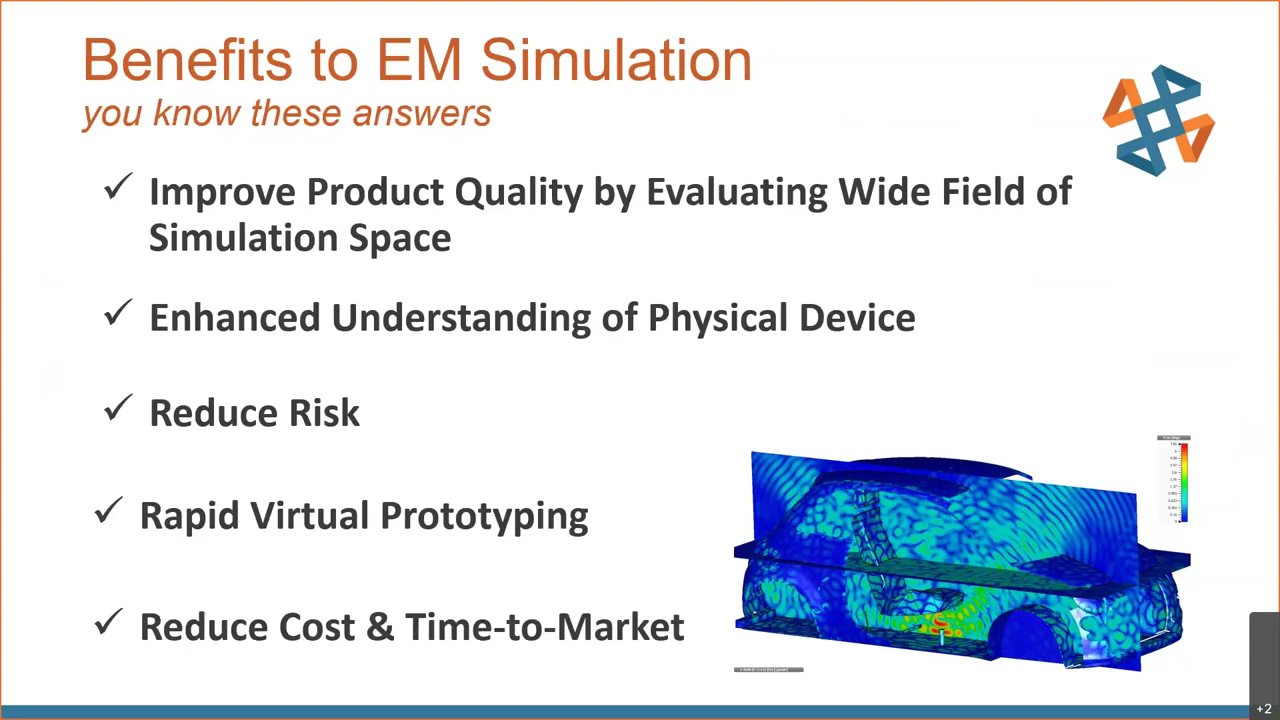 Benefits to EM Simulation
you know these answers
✓ Improve Product Quality by Evaluating Wide Field of
Simulation Space
✓ Enhanced Understanding of Physical Device
✓ Reduce Risk
✓ Rapid Virtual Prototyping
✓ Reduce Cost & Time-to-Market
+2